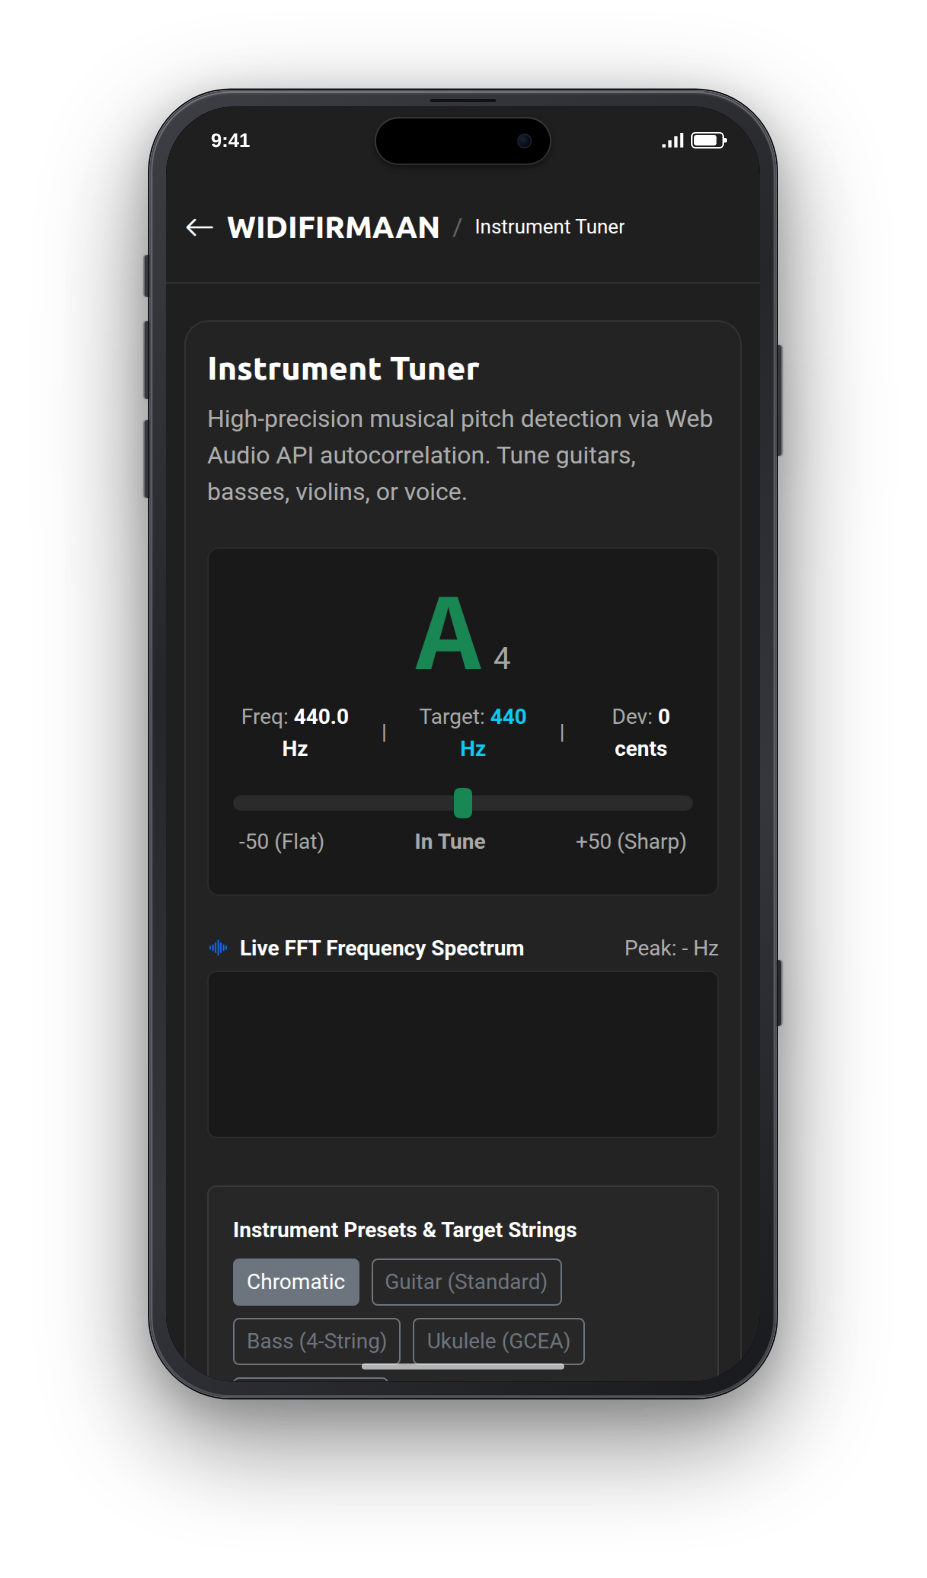 9:41
WIDIFIRMAAN / Instrument Tuner
Instrument Tuner
High-precision musical pitch detection via Web
Audio API autocorrelation. Tune guitars,
basses, violins, or voice.
A 4
Freq: 440.0 Hz | Target: 440 Hz | Dev: 0 cents
-50 (Flat) In Tune +50 (Sharp)
Live FFT Frequency Spectrum Peak: - Hz
Instrument Presets & Target Strings
Chromatic Guitar (Standard)
Bass (4-String) Ukulele (GCEA)